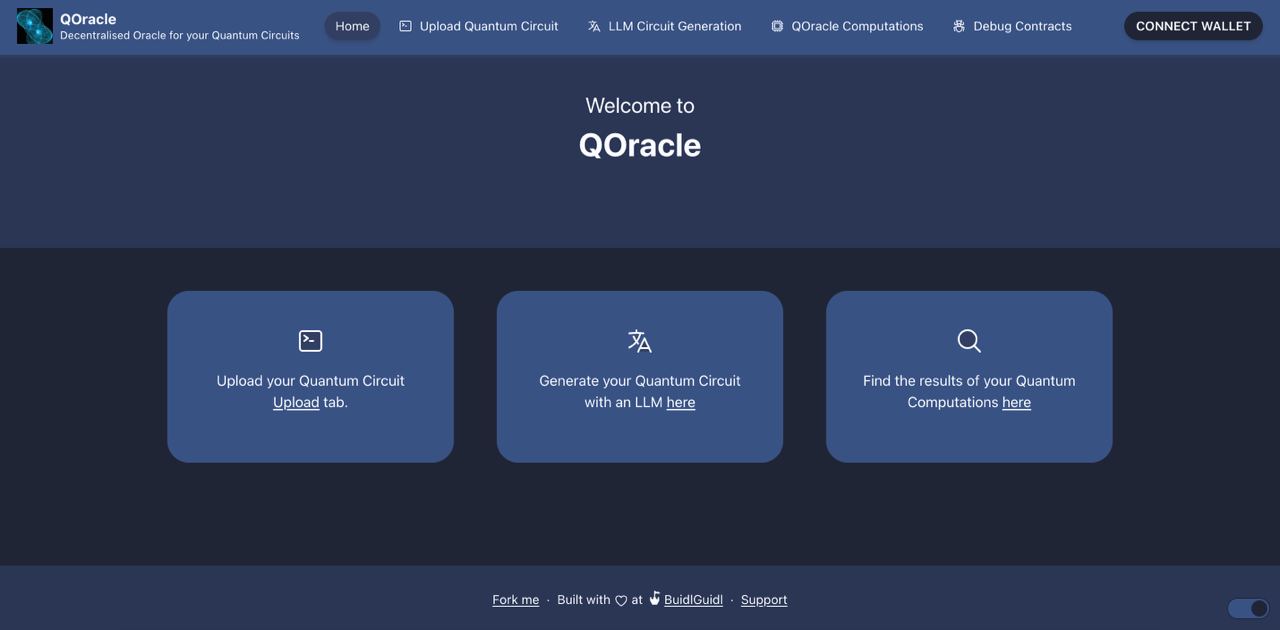 QOracle
Decentralised Oracle for your Quantum Circuits
Home
Upload Quantum Circuit
LLM Circuit Generation
QOracle Computations
Debug Contracts
CONNECT WALLET
Welcome to
QOracle
Upload your Quantum Circuit
Upload tab.
Generate your Quantum Circuit
with an LLM here
Find the results of your Quantum
Computations here
Fork me · Built with ♡ at BuidlGuidl · Support